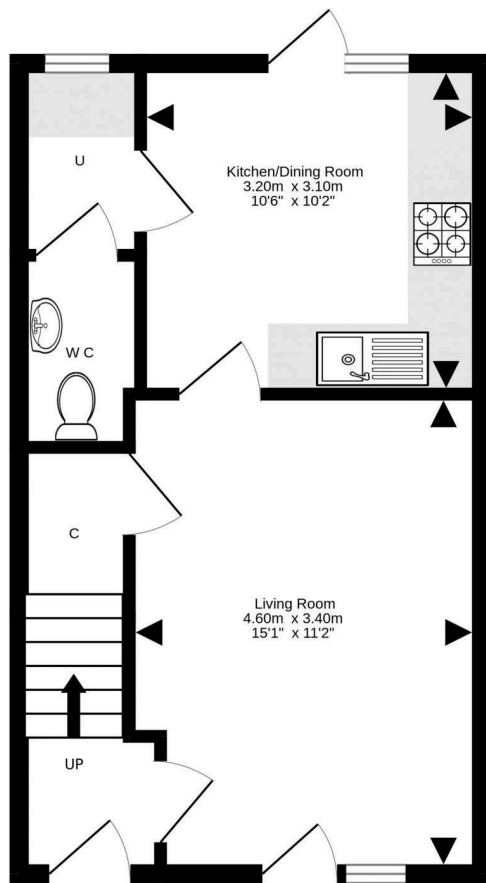 U
Kitchen/Dining Room
3.20m x 3.10m
10'6" x 10'2"
W C
C
Living Room
4.60m x 3.40m
15'1" x 11'2"
UP